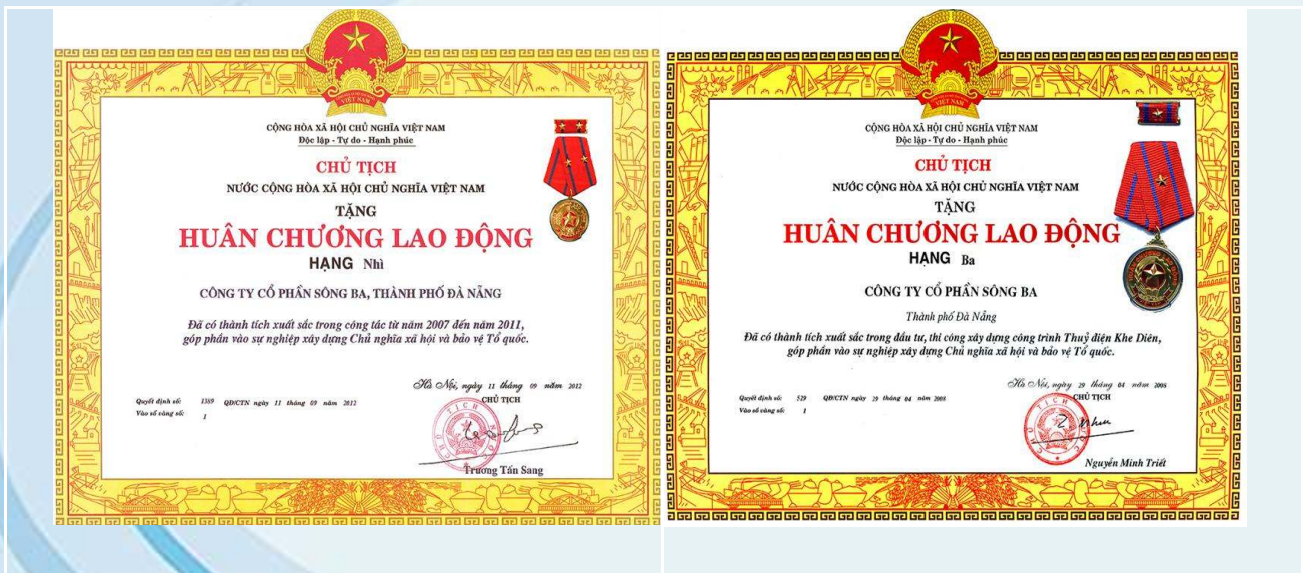 VIỆT NAM
CỘNG HÒA XÃ HỘI CHỦ NGHĨA VIỆT NAM
Độc lập - Tự do - Hạnh phúc
CHỦ TỊCH
NƯỚC CỘNG HÒA XÃ HỘI CHỦ NGHĨA VIỆT NAM
TẶNG
HUÂN CHƯƠNG LAO ĐỘNG
HẠNG Nhì
CÔNG TY CỔ PHẦN SÔNG BA, THÀNH PHỐ ĐÀ NẴNG
Đã có thành tích xuất sắc trong công tác từ năm 2007 đến năm 2011,
góp phần vào sự nghiệp xây dựng Chủ nghĩa xã hội và bảo vệ Tổ quốc.
Hà Nội, ngày 11 tháng 09 năm 2012
Quyết định số: 1389 QĐ/CTN ngày 11 tháng 09 năm 2012
CHỦ TỊCH
Vào sổ vàng số: 1
Trương Tấn Sang
VIỆT NAM
CỘNG HÒA XÃ HỘI CHỦ NGHĨA VIỆT NAM
Độc lập - Tự do - Hạnh phúc
CHỦ TỊCH
NƯỚC CỘNG HÒA XÃ HỘI CHỦ NGHĨA VIỆT NAM
TẶNG
HUÂN CHƯƠNG LAO ĐỘNG
HẠNG Ba
CÔNG TY CỔ PHẦN SÔNG BA
Thành phố Đà Nẵng
Đã có thành tích xuất sắc trong đầu tư, thi công xây dựng công trình Thuỷ điện Khe Diên,
góp phần vào sự nghiệp xây dựng Chủ nghĩa xã hội và bảo vệ Tổ quốc.
Hà Nội, ngày 29 tháng 04 năm 2008
Quyết định số: 529 QĐ/CTN ngày 29 tháng 04 năm 2008
CHỦ TỊCH
Vào sổ vàng số: 1
Nguyễn Minh Triết